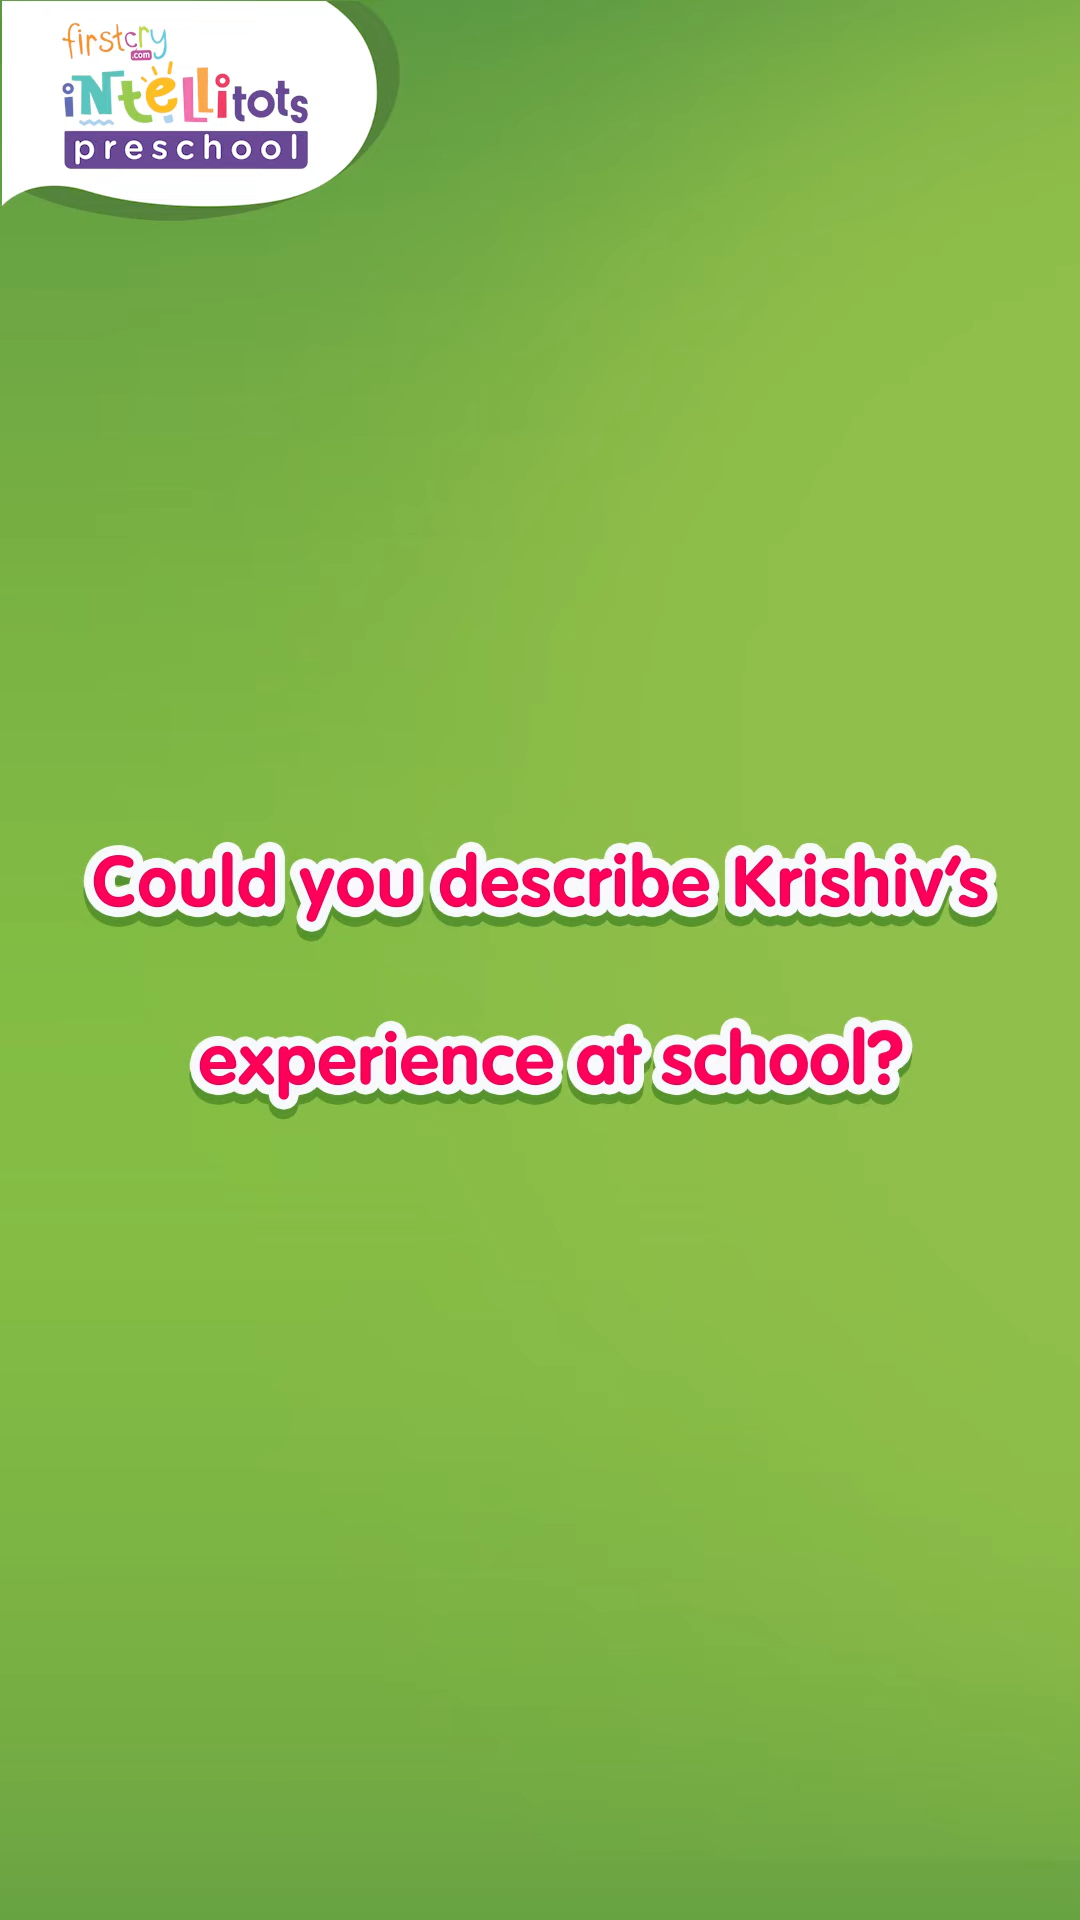 firstcry
.com
iNtellitots
preschool
Could you describe Krishiv's
experience at school?